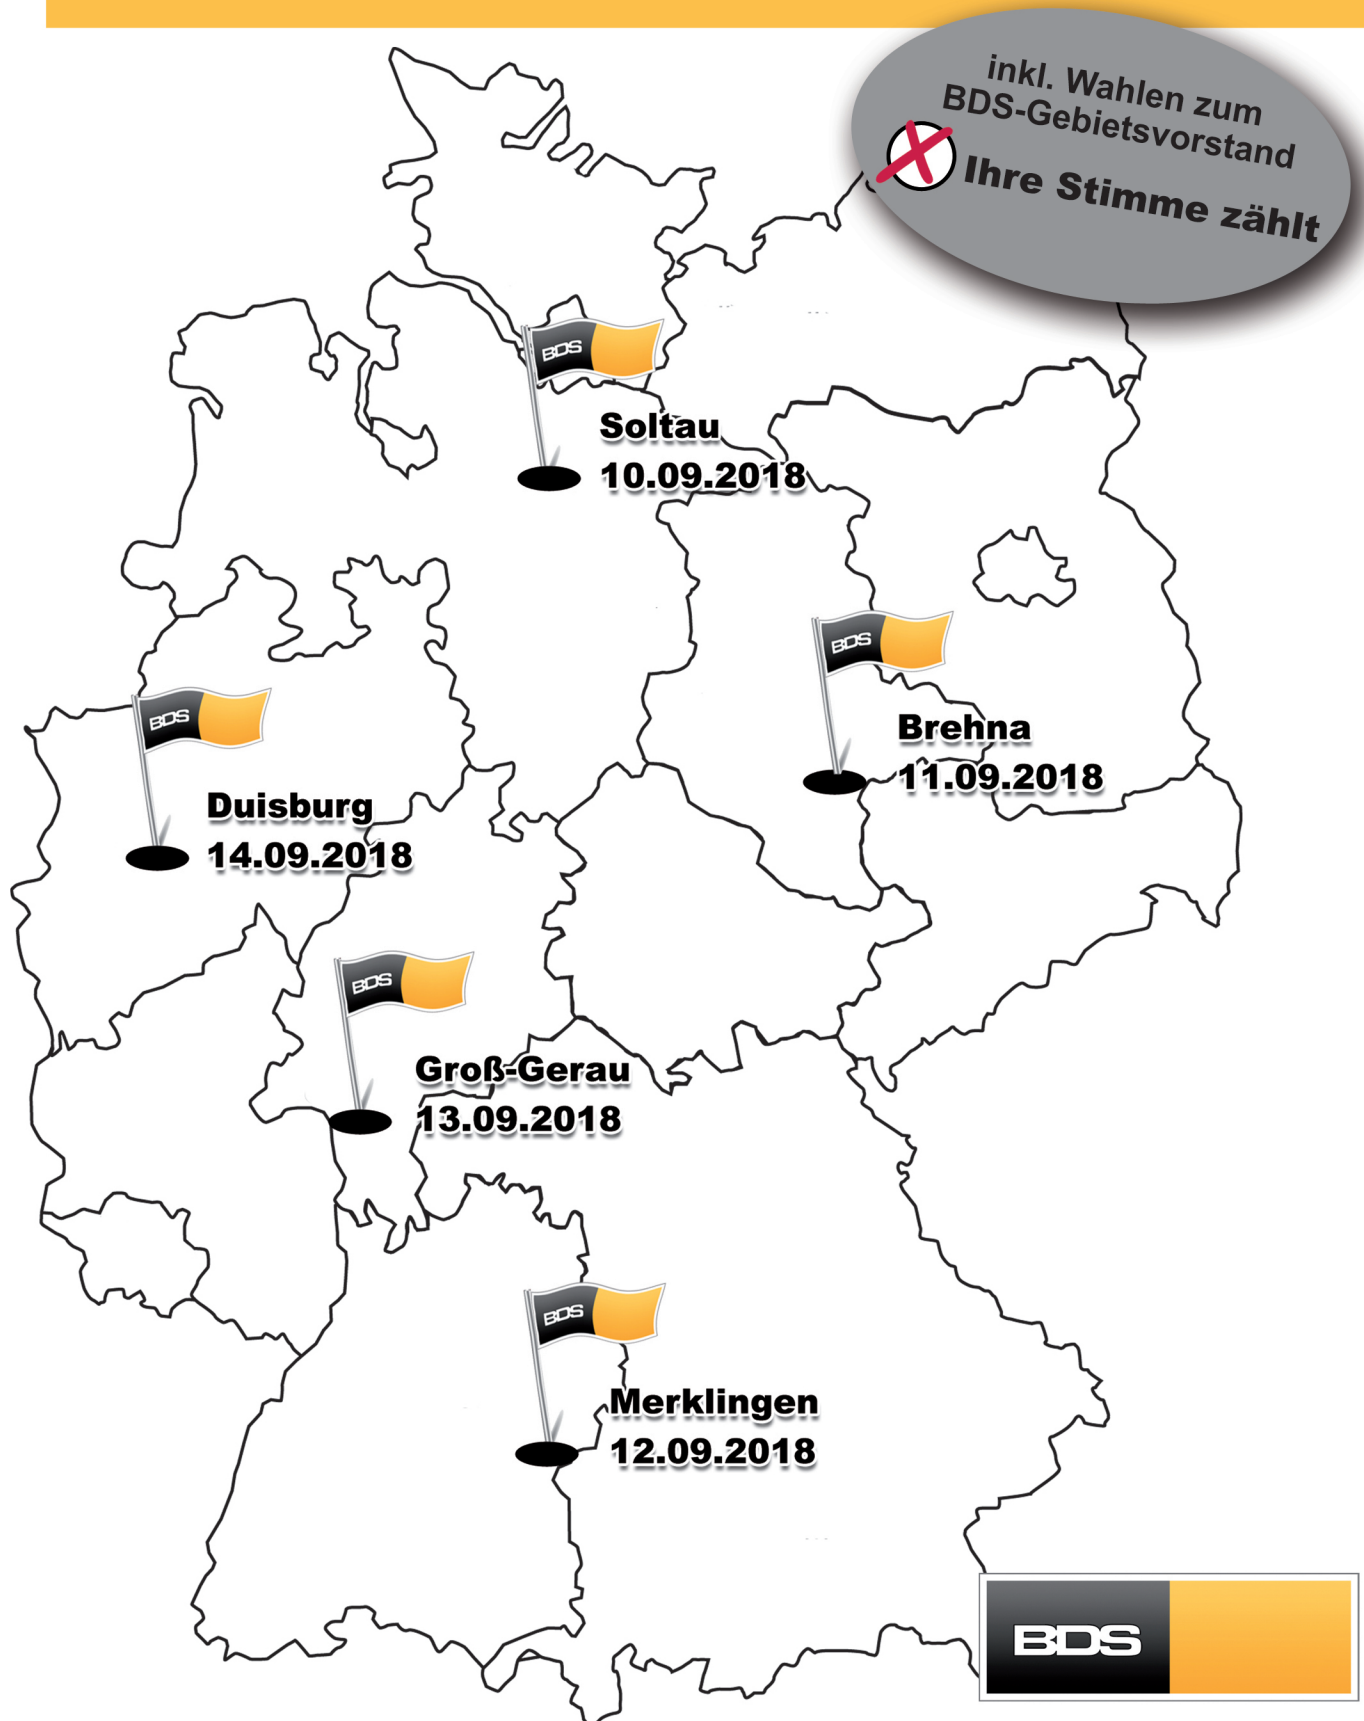 inkl. Wahlen zum
BDS-Gebietsvorstand
Ihre Stimme zählt
BDS
Soltau
10.09.2018
BDS
Brehna
11.09.2018
BDS
Duisburg
14.09.2018
BDS
Groß-Gerau
13.09.2018
BDS
Merklingen
12.09.2018
BDS